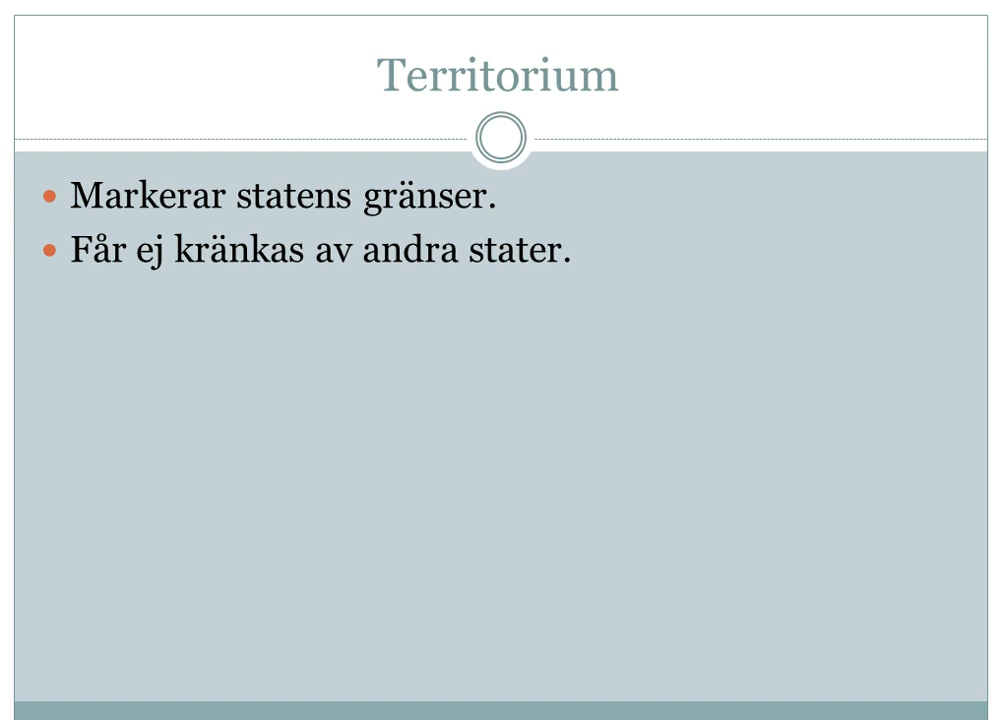 Territorium
Markerar statens gränser.
Får ej kränkas av andra stater.